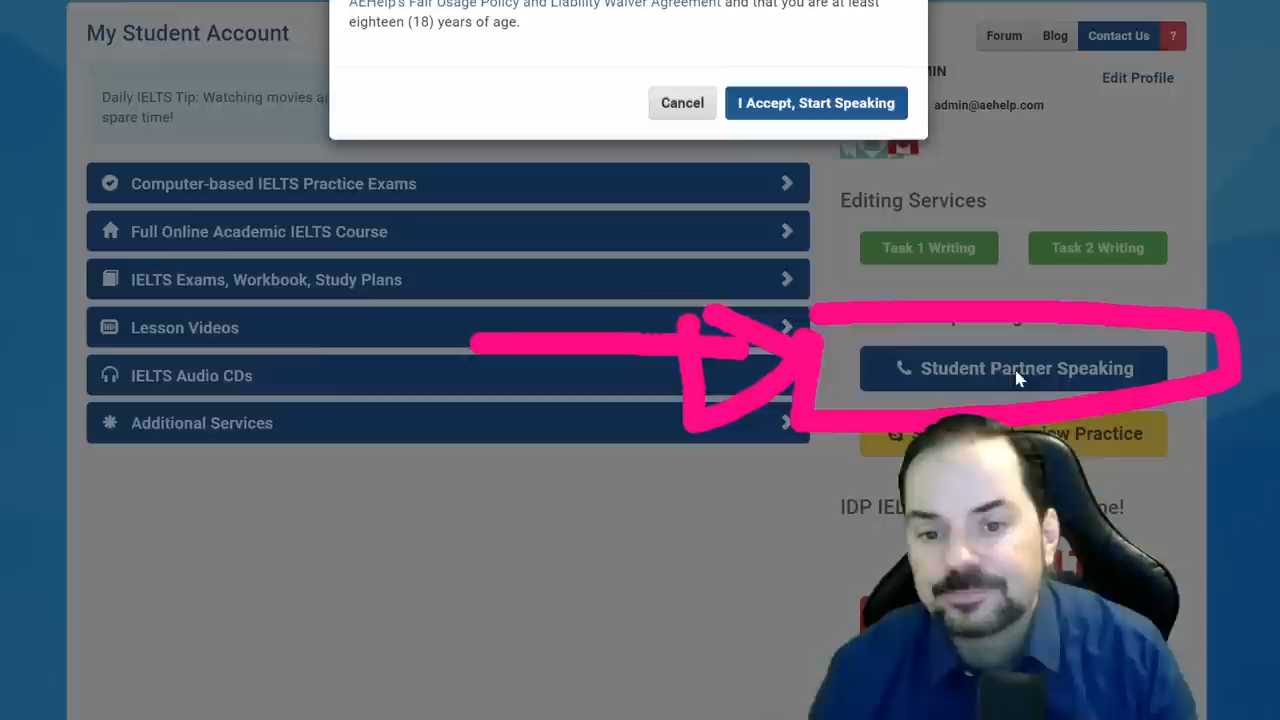 AEHelp's Fair Usage Policy and Liability Waiver Agreement and that you are at least
eighteen (18) years of age.
Cancel
I Accept, Start Speaking
My Student Account
Daily IELTS Tip: Watching movies
spare time!
Computer-based IELTS Practice Exams
Full Online Academic IELTS Course
IELTS Exams, Workbook, Study Plans
Lesson Videos
IELTS Audio CDs
Additional Services
Forum
Blog
Contact Us
?
Edit Profile
admin@aehelp.com
Editing Services
Task 1 Writing
Task 2 Writing
Student Partner Speaking
Practice
IDP